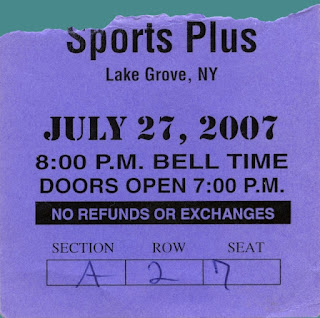 Sports Plus
Lake Grove, NY
JULY 27, 2007
8:00 P.M. BELL TIME
DOORS OPEN 7:00 P.M.
NO REFUNDS OR EXCHANGES
SECTION ROW SEAT
A 2 7